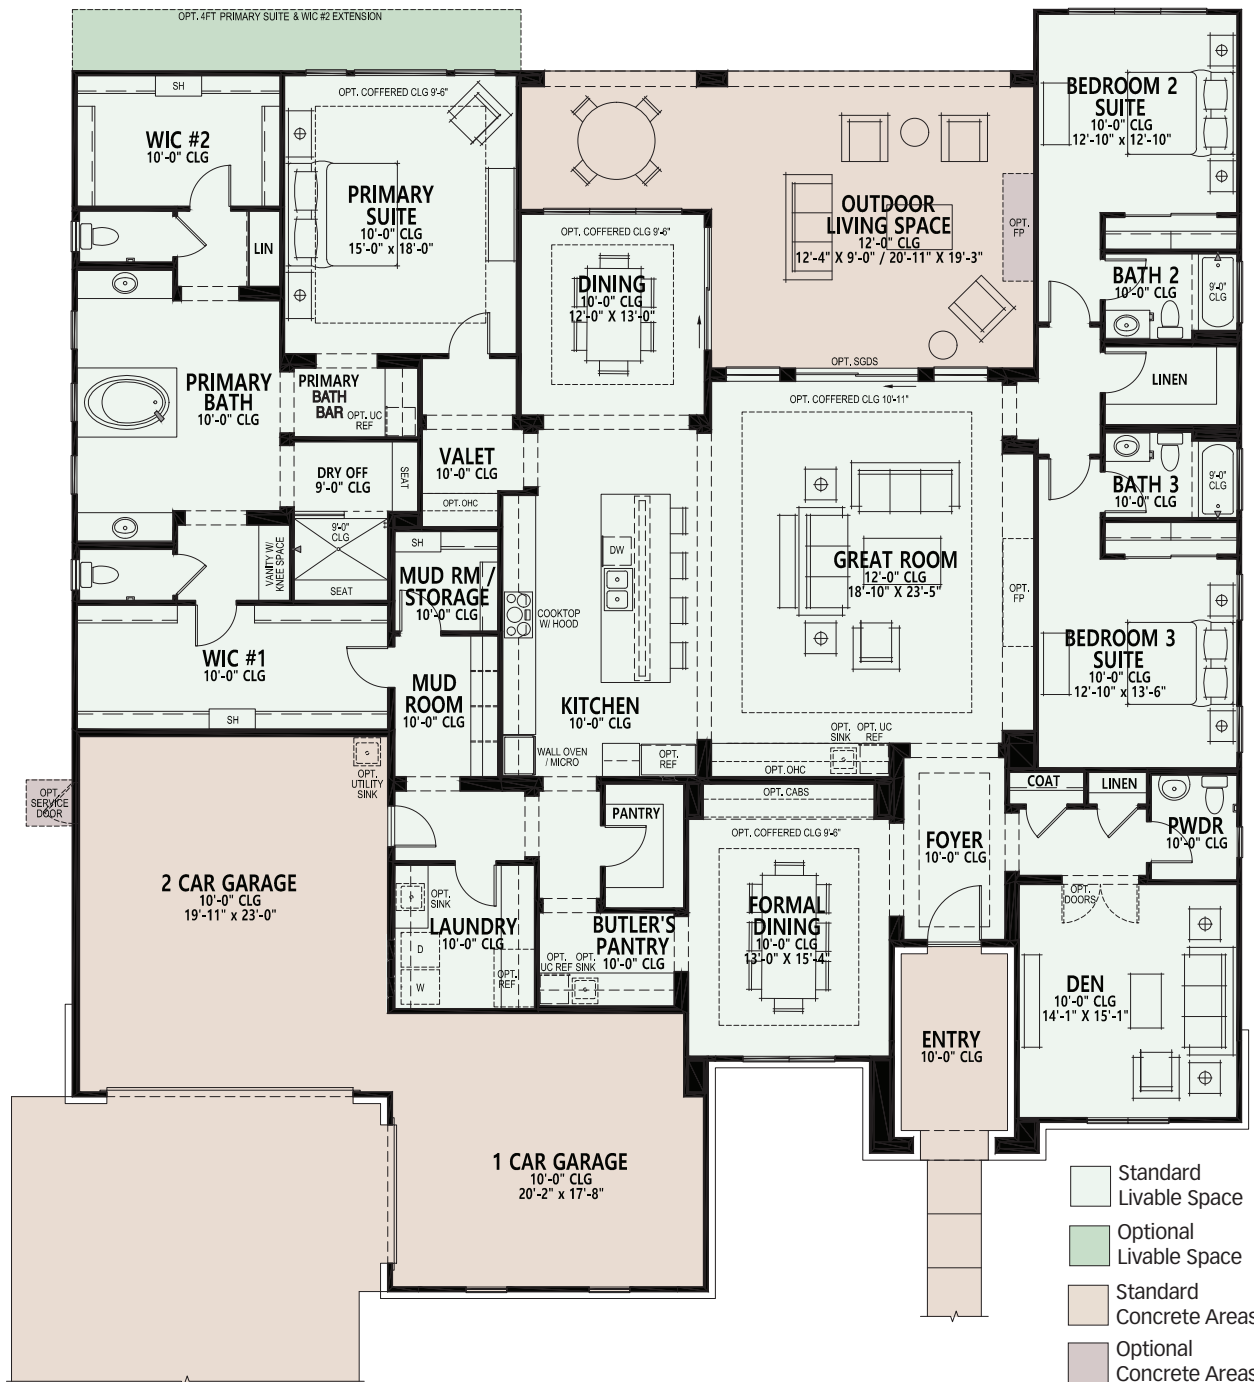 OPT. 4FT PRIMARY SUITE & WIC #2 EXTENSION
SH
WIC #2
10'-0" CLG
LIN
OPT. COFFERED CLG 9'-6"
PRIMARY
SUITE
10'-0" CLG
15'-0" x 18'-0"
OPT. COFFERED CLG 9'-6"
DINING
10'-0" CLG
12'-0" X 13'-0"
OUTDOOR
LIVING SPACE
12'-0" CLG
12'-4" X 9'-0" / 20'-11" X 19'-3"
OPT.
FP
OPT. SGDS
BEDROOM 2
SUITE
10'-0" CLG
12'-10" x 12'-10"
BATH 2
10'-0" CLG
9'-0"
CLG
LINEN
BATH 3
10'-0" CLG
9'-0"
CLG
PRIMARY
BATH
10'-0" CLG
PRIMARY
BATH
BAR
OPT. UC
REF
DRY OFF
9'-0" CLG
SEAT
9'-0"
CLG
SEAT
VANITY W/
KNEE SPACE
VALET
10'-0" CLG
OPT. OHC
SH
MUD RM /
STORAGE
10'-0" CLG
WIC #1
10'-0" CLG
SH
MUD
ROOM
10'-0" CLG
DW
COOKTOP
W/ HOOD
KITCHEN
10'-0" CLG
WALL OVEN
/ MICRO
OPT.
REF
OPT. COFFERED CLG 10'-11"
GREAT ROOM
12'-0" CLG
18'-10" X 23'-5"
OPT.
FP
OPT.
SINK
OPT. UC
REF
OPT. OHC
BEDROOM 3
SUITE
10'-0" CLG
12'-10" x 13'-6"
OPT.
SERVICE
DOOR
OPT.
UTILITY
SINK
2 CAR GARAGE
10'-0" CLG
19'-11" x 23'-0"
PANTRY
OPT.
SINK
LAUNDRY
10'-0" CLG
D
W
OPT.
REF
BUTLER'S
PANTRY
10'-0" CLG
OPT.
UC REF
OPT.
SINK
OPT. CABS
OPT. COFFERED CLG 9'-6"
FORMAL
DINING
10'-0" CLG
13'-0" X 15'-4"
FOYER
10'-0" CLG
COAT
LINEN
PWDR
10'-0" CLG
OPT.
DOORS
DEN
10'-0" CLG
14'-1" X 15'-1"
ENTRY
10'-0" CLG
1 CAR GARAGE
10'-0" CLG
20'-2" x 17'-8"
Standard
Livable Space
Optional
Livable Space
Standard
Concrete Areas
Optional
Concrete Areas